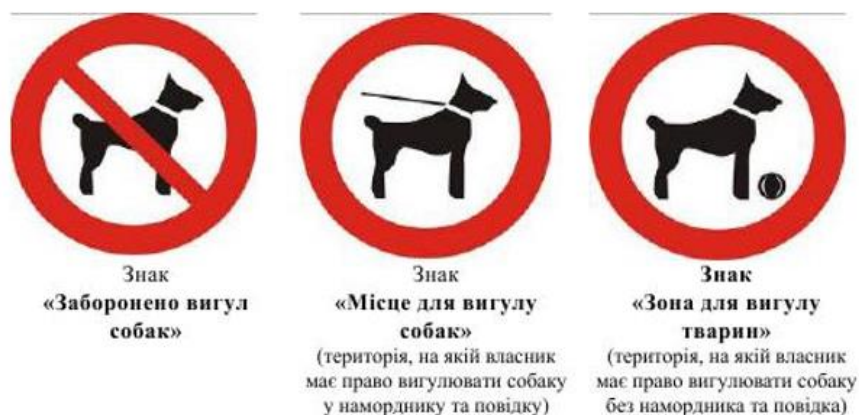 Знак
«Заборонено вигул
собак»
Знак
«Місце для вигулу
собак»
(територія, на якій власник
має право вигулювати собаку
у наморднику та повідку)
Знак
«Зона для вигулу
тварин»
(територія, на якій власник
має право вигулювати собаку
без намордника та повідка)